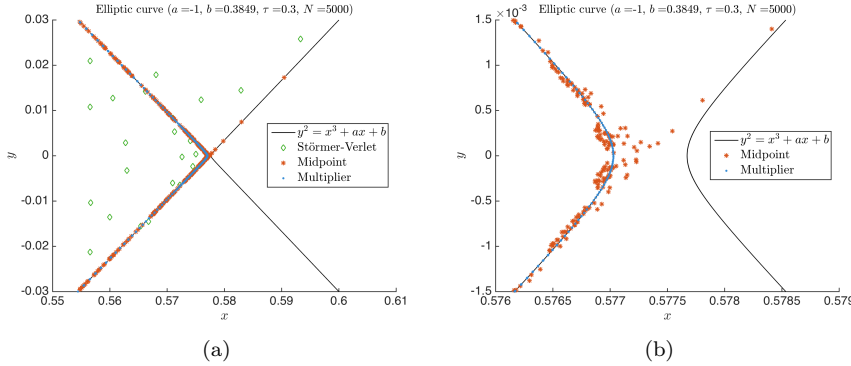 Elliptic curve (a =-1, b =0.3849, τ =0.3, N =5000)
0.03
0.02
0.01
0
-0.01
-0.02
-0.03
y
0.55
0.56
0.57
0.58
0.59
0.6
0.61
x
y² = x³ + ax + b
Störmer-Verlet
Midpoint
Multiplier
(a)
Elliptic curve (a =-1, b =0.3849, τ =0.3, N =5000)
×10⁻³
1.5
1
0.5
0
-0.5
-1
-1.5
y
0.576
0.5765
0.577
0.5775
0.578
0.5785
0.579
x
y² = x³ + ax + b
Midpoint
Multiplier
(b)